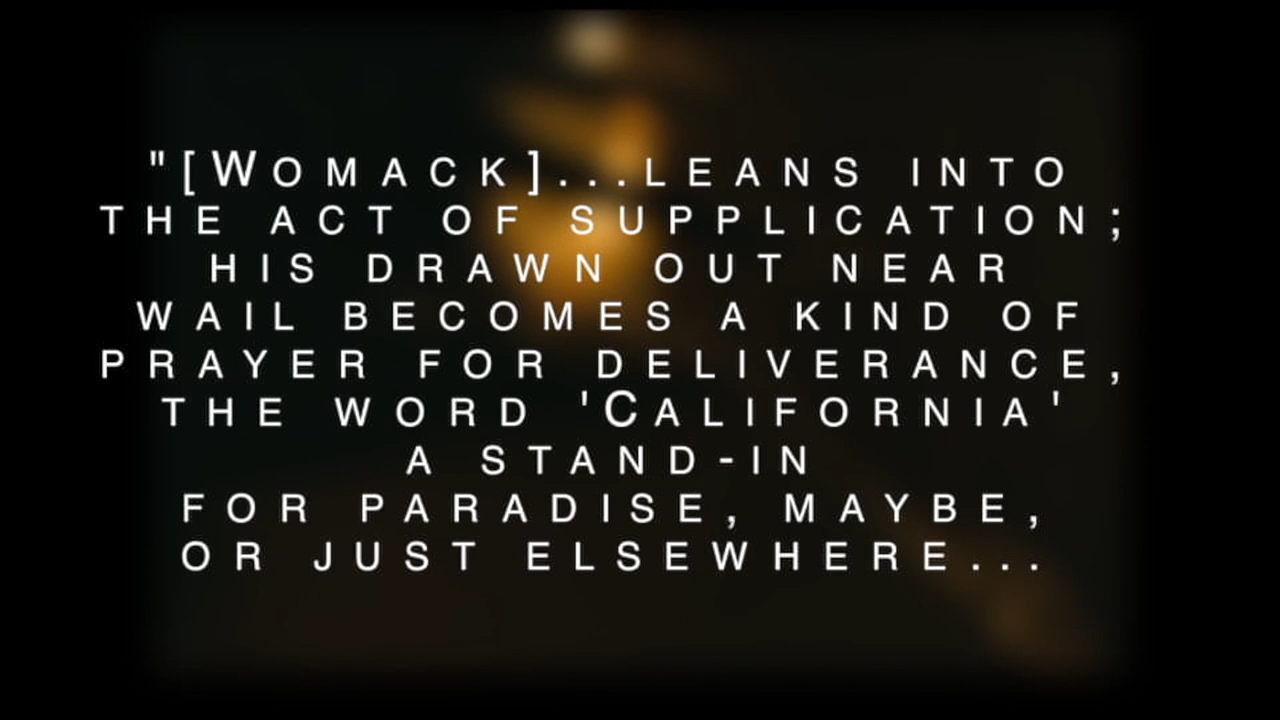 "[Womack]...leans into
the act of supplication;
his drawn out near
wail becomes a kind of
prayer for deliverance,
the word 'California'
a stand-in
for paradise, maybe,
or just elsewhere...